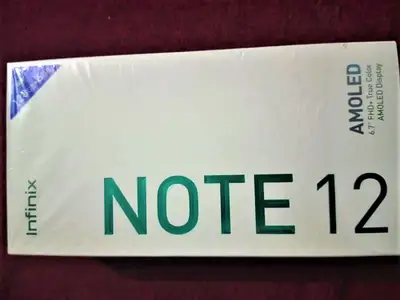 Infinix
NOTE 12
AMOLED
6.7" FHD+ True Color
AMOLED Display